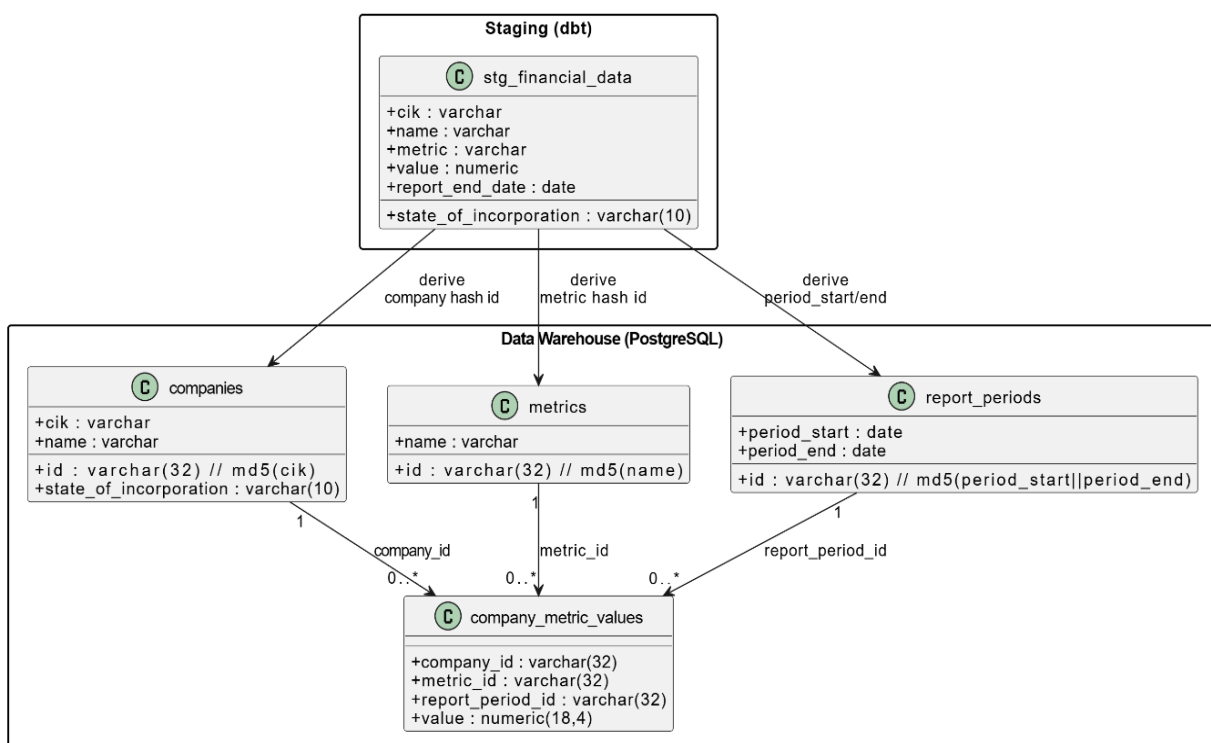 Staging (dbt)
C stg_financial_data
+cik : varchar
+name : varchar
+metric : varchar
+value : numeric
+report_end_date : date
+state_of_incorporation : varchar(10)
derive
company hash id
derive
metric hash id
derive
period_start/end
Data Warehouse (PostgreSQL)
C companies
+cik : varchar
+name : varchar
+id : varchar(32) // md5(cik)
+state_of_incorporation : varchar(10)
C metrics
+name : varchar
+id : varchar(32) // md5(name)
C report_periods
+period_start : date
+period_end : date
+id : varchar(32) // md5(period_start||period_end)
1
company_id
0..*
1
metric_id
0..*
1
report_period_id
0..*
C company_metric_values
+company_id : varchar(32)
+metric_id : varchar(32)
+report_period_id : varchar(32)
+value : numeric(18,4)